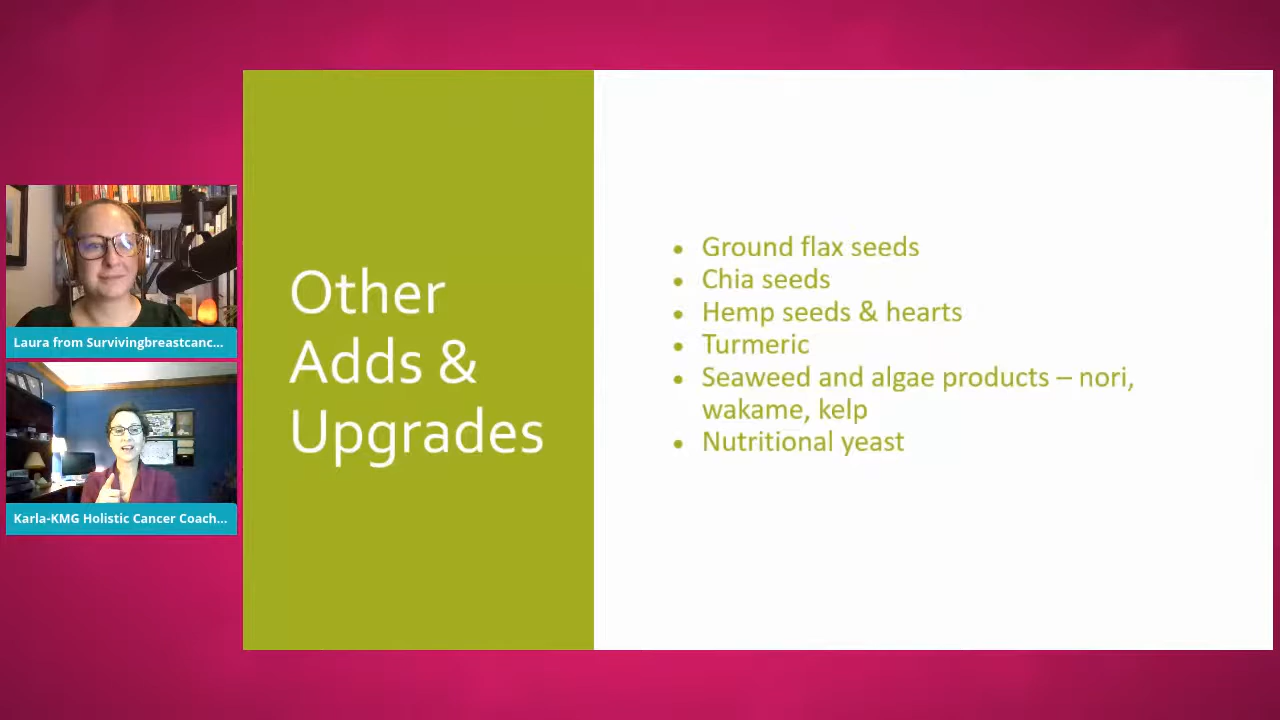 Other
Adds &
Upgrades
• Ground flax seeds
• Chia seeds
• Hemp seeds & hearts
• Turmeric
• Seaweed and algae products – nori,
wakame, kelp
• Nutritional yeast
Laura from Survivingbreastcanc...
Karla-KMG Holistic Cancer Coach...